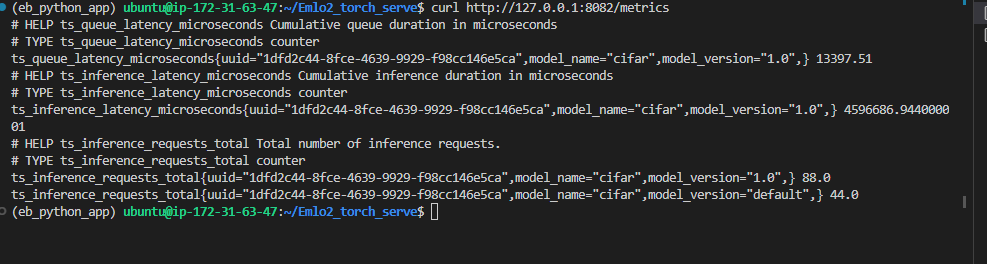 (eb_python_app) ubuntu@ip-172-31-63-47:~/Emlo2_torch_serve$ curl http://127.0.0.1:8082/metrics
# HELP ts_queue_latency_microseconds Cumulative queue duration in microseconds
# TYPE ts_queue_latency_microseconds counter
ts_queue_latency_microseconds{uuid="1dfd2c44-8fce-4639-9929-f98cc146e5ca",model_name="cifar",model_version="1.0",} 13397.51
# HELP ts_inference_latency_microseconds Cumulative inference duration in microseconds
# TYPE ts_inference_latency_microseconds counter
ts_inference_latency_microseconds{uuid="1dfd2c44-8fce-4639-9929-f98cc146e5ca",model_name="cifar",model_version="1.0",} 4596686.94400000
01
# HELP ts_inference_requests_total Total number of inference requests.
# TYPE ts_inference_requests_total counter
ts_inference_requests_total{uuid="1dfd2c44-8fce-4639-9929-f98cc146e5ca",model_name="cifar",model_version="1.0",} 88.0
ts_inference_requests_total{uuid="1dfd2c44-8fce-4639-9929-f98cc146e5ca",model_name="cifar",model_version="default",} 44.0
(eb_python_app) ubuntu@ip-172-31-63-47:~/Emlo2_torch_serve$